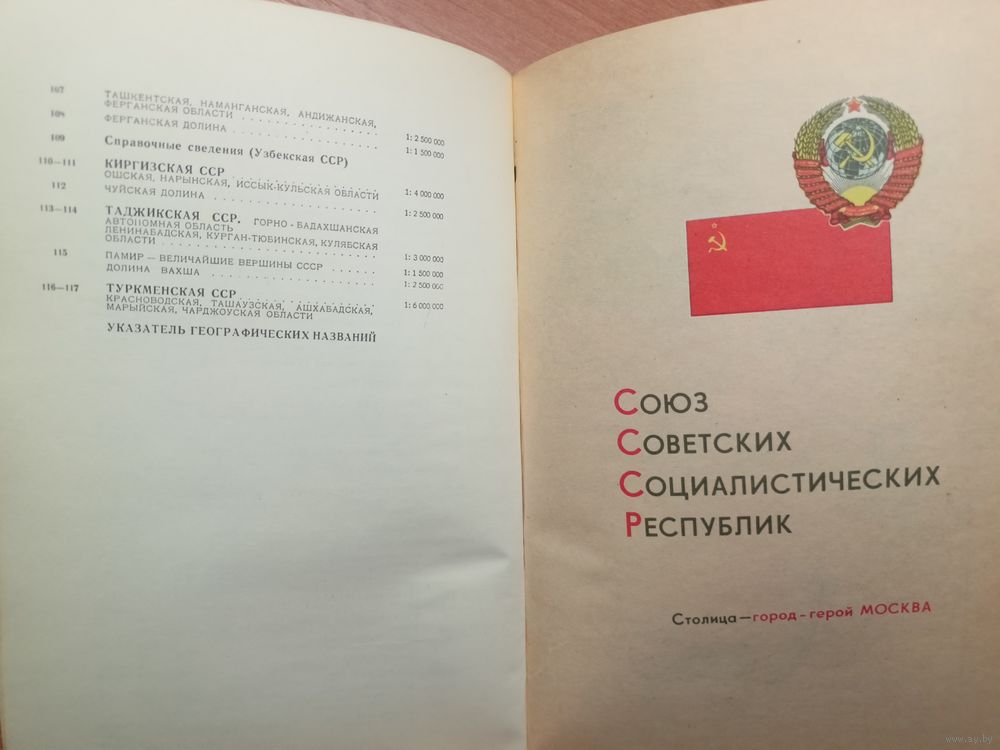 107 ТАШКЕНТСКАЯ, НАМАНГАНСКАЯ, АНДИЖАНСКАЯ,
ФЕРГАНСКАЯ ОБЛАСТИ . . . . . . . . . . . . . . . . 1: 2 500 000
108 ФЕРГАНСКАЯ ДОЛИНА . . . . . . . . . . . . . . . . 1: 1 500 000
109 Справочные сведения (Узбекская ССР)
110—111 КИРГИЗСКАЯ ССР . . . . . . . . . . . . . . . .
ОШСКАЯ, НАРЫНСКАЯ, ИССЫК-КУЛЬСКАЯ ОБЛАСТИ 1: 4 000 000
112 ЧУЙСКАЯ ДОЛИНА . . . . . . . . . . . . . . . . 1: 2 500 000
113—114 ТАДЖИКСКАЯ ССР. ГОРНО-БАДАХШАНСКАЯ
АВТОНОМНАЯ ОБЛАСТЬ . . . . . . . . . . . . . . . .
ЛЕНИНАБАДСКАЯ, КУРГАН-ТЮБИНСКАЯ, КУЛЯБСКАЯ
ОБЛАСТИ . . . . . . . . . . . . . . . . 1: 3 000 000
115 ПАМИР — ВЕЛИЧАЙШИЕ ВЕРШИНЫ СССР . . . . . . 1: 1 500 000
ДОЛИНА ВАХША . . . . . . . . . . . . . . . . 1: 2 500 000
116—117 ТУРКМЕНСКАЯ ССР . . . . . . . . . . . . . . . .
КРАСНОВОДСКАЯ, ТАШАУЗСКАЯ, АШХАБАДСКАЯ, 1: 6 000 000
МАРЫЙСКАЯ, ЧАРДЖОУСКАЯ ОБЛАСТИ
УКАЗАТЕЛЬ ГЕОГРАФИЧЕСКИХ НАЗВАНИЙ
СОЮЗ
СОВЕТСКИХ
СОЦИАЛИСТИЧЕСКИХ
РЕСПУБЛИК
Столица — город-герой МОСКВА
www.ay.by